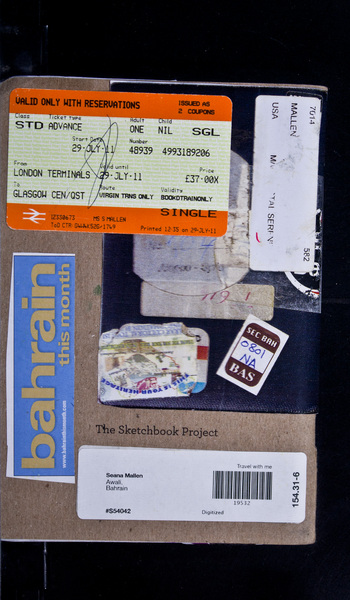 VALID ONLY WITH RESERVATIONS
ISSUED AS
2 COUPONS
Class Ticket type Adult Child
STD ADVANCE ONE NIL SGL
Start Date Number
29·JLY·11 48939 4993189206
From Valid until Price
LONDON TERMINALS 29·JLY·11 £37·00X
To Route Validity
GLASGOW CEN/QST VIRGIN TRNS ONLY BOOKDTRAINONLY
SINGLE
MS S MALLEN
Printed 12:35 on 29·JLY·11
7014
MALLEN
USA
582
bahrain
this month
SEC BAH
0801
NA
BAS
The Sketchbook Project
Seana Mallen
Awali,
Bahrain
#S54042
Travel with me
19532
Digitized
154.31-6